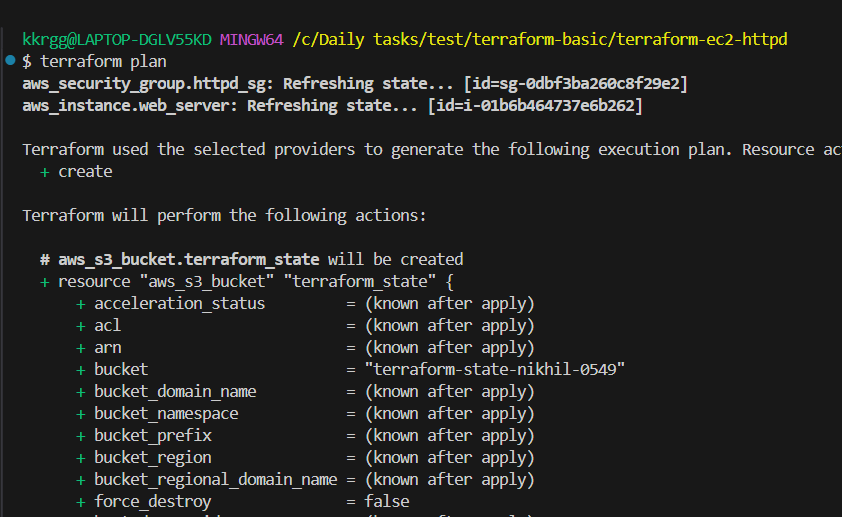 kkrgg@LAPTOP-DGLV55KD MINGW64 /c/Daily tasks/test/terraform-basic/terraform-ec2-httpd
$ terraform plan
aws_security_group.httpd_sg: Refreshing state... [id=sg-0dbf3ba260c8f29e2]
aws_instance.web_server: Refreshing state... [id=i-01b6b464737e6b262]
Terraform used the selected providers to generate the following execution plan. Resource
+ create
Terraform will perform the following actions:
# aws_s3_bucket.terraform_state will be created
+ resource "aws_s3_bucket" "terraform_state" {
+ acceleration_status = (known after apply)
+ acl = (known after apply)
+ arn = (known after apply)
+ bucket = "terraform-state-nikhil-0549"
+ bucket_domain_name = (known after apply)
+ bucket_namespace = (known after apply)
+ bucket_prefix = (known after apply)
+ bucket_region = (known after apply)
+ bucket_regional_domain_name = (known after apply)
+ force_destroy = false